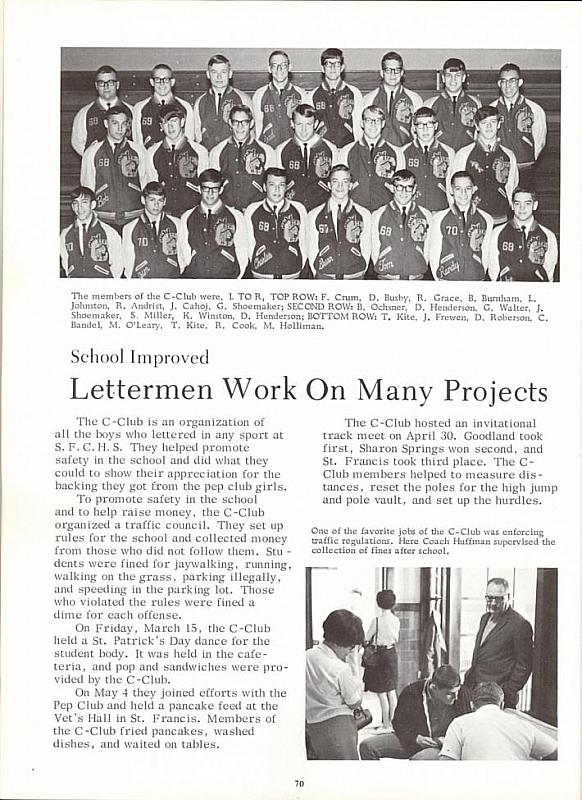 The members of the C-Club were, L TO R, TOP ROW: F. Crum, D. Busby, R. Grace, B. Burnham, L.
Johnston, R. Andrist, J. Cahoj, G. Shoemaker; SECOND ROW: B. Ochsner, D. Henderson, G. Walter, J.
Shoemaker, S. Miller, K. Winston, D. Henderson; BOTTOM ROW: T. Kite, J. Frewen, D. Roberson, C.
Bandel, M. O'Leary, T. Kite, R. Cook, M. Holliman.
School Improved
Lettermen Work On Many Projects
The C-Club is an organization of
all the boys who lettered in any sport at
S. F. C. H. S. They helped promote
safety in the school and did what they
could to show their appreciation for the
backing they got from the pep club girls.
To promote safety in the school
and to help raise money, the C-Club
organized a traffic council. They set up
rules for the school and collected money
from those who did not follow them. Stu-
dents were fined for jaywalking, running,
walking on the grass, parking illegally,
and speeding in the parking lot. Those
who violated the rules were fined a
dime for each offense.
On Friday, March 15, the C-Club
held a St. Patrick's Day dance for the
student body. It was held in the cafe-
teria, and pop and sandwiches were pro-
vided by the C-Club.
On May 4 they joined efforts with the
Pep Club and held a pancake feed at the
Vet's Hall in St. Francis. Members of
the C-Club fried pancakes, washed
dishes, and waited on tables.
The C-Club hosted an invitational
track meet on April 30. Goodland took
first, Sharon Springs won second, and
St. Francis took third place. The C-
Club members helped to measure dis-
tances, reset the poles for the high jump
and pole vault, and set up the hurdles.
One of the favorite jobs of the C-Club was enforcing
traffic regulations. Here Coach Huffman supervised the
collection of fines after school.
70